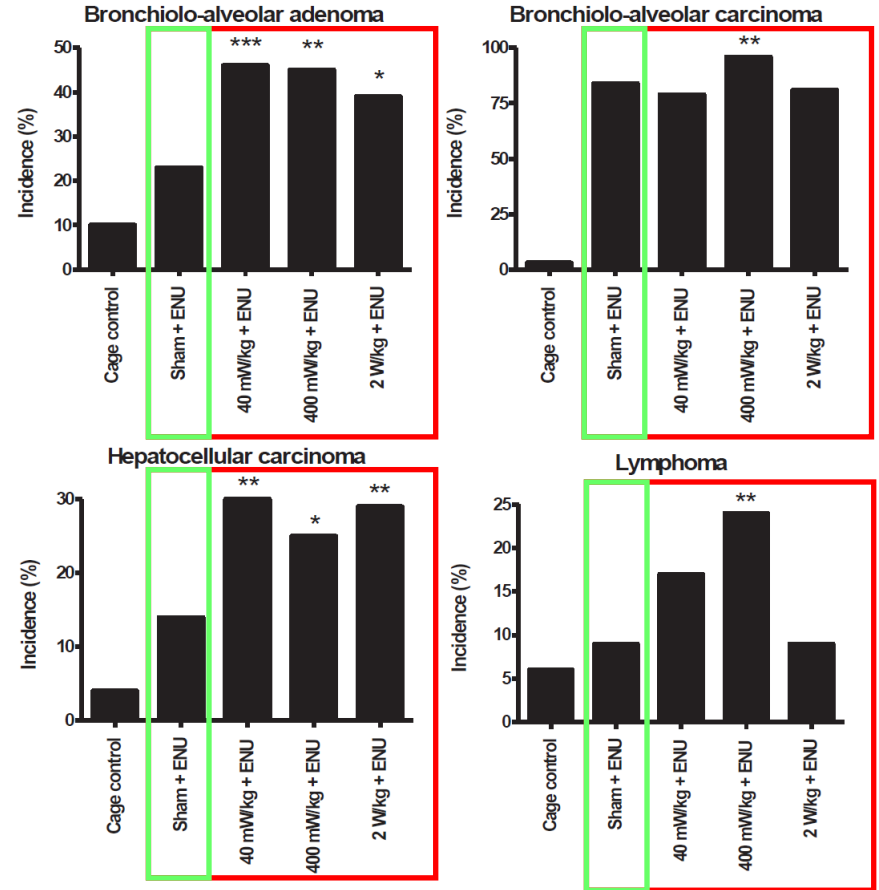 Bronchiolo-alveolar adenoma
Incidence (%)
50
40
30
20
10
0
***
**
*
Cage control
Sham + ENU
40 mW/kg + ENU
400 mW/kg + ENU
2 W/kg + ENU
Bronchiolo-alveolar carcinoma
Incidence (%)
100
75
50
25
0
**
Cage control
Sham + ENU
40 mW/kg + ENU
400 mW/kg + ENU
2 W/kg + ENU
Hepatocellular carcinoma
Incidence (%)
30
20
10
0
**
*
**
Cage control
Sham + ENU
40 mW/kg + ENU
400 mW/kg + ENU
2 W/kg + ENU
Lymphoma
Incidence (%)
25
20
15
10
5
0
**
Cage control
Sham + ENU
40 mW/kg + ENU
400 mW/kg + ENU
2 W/kg + ENU